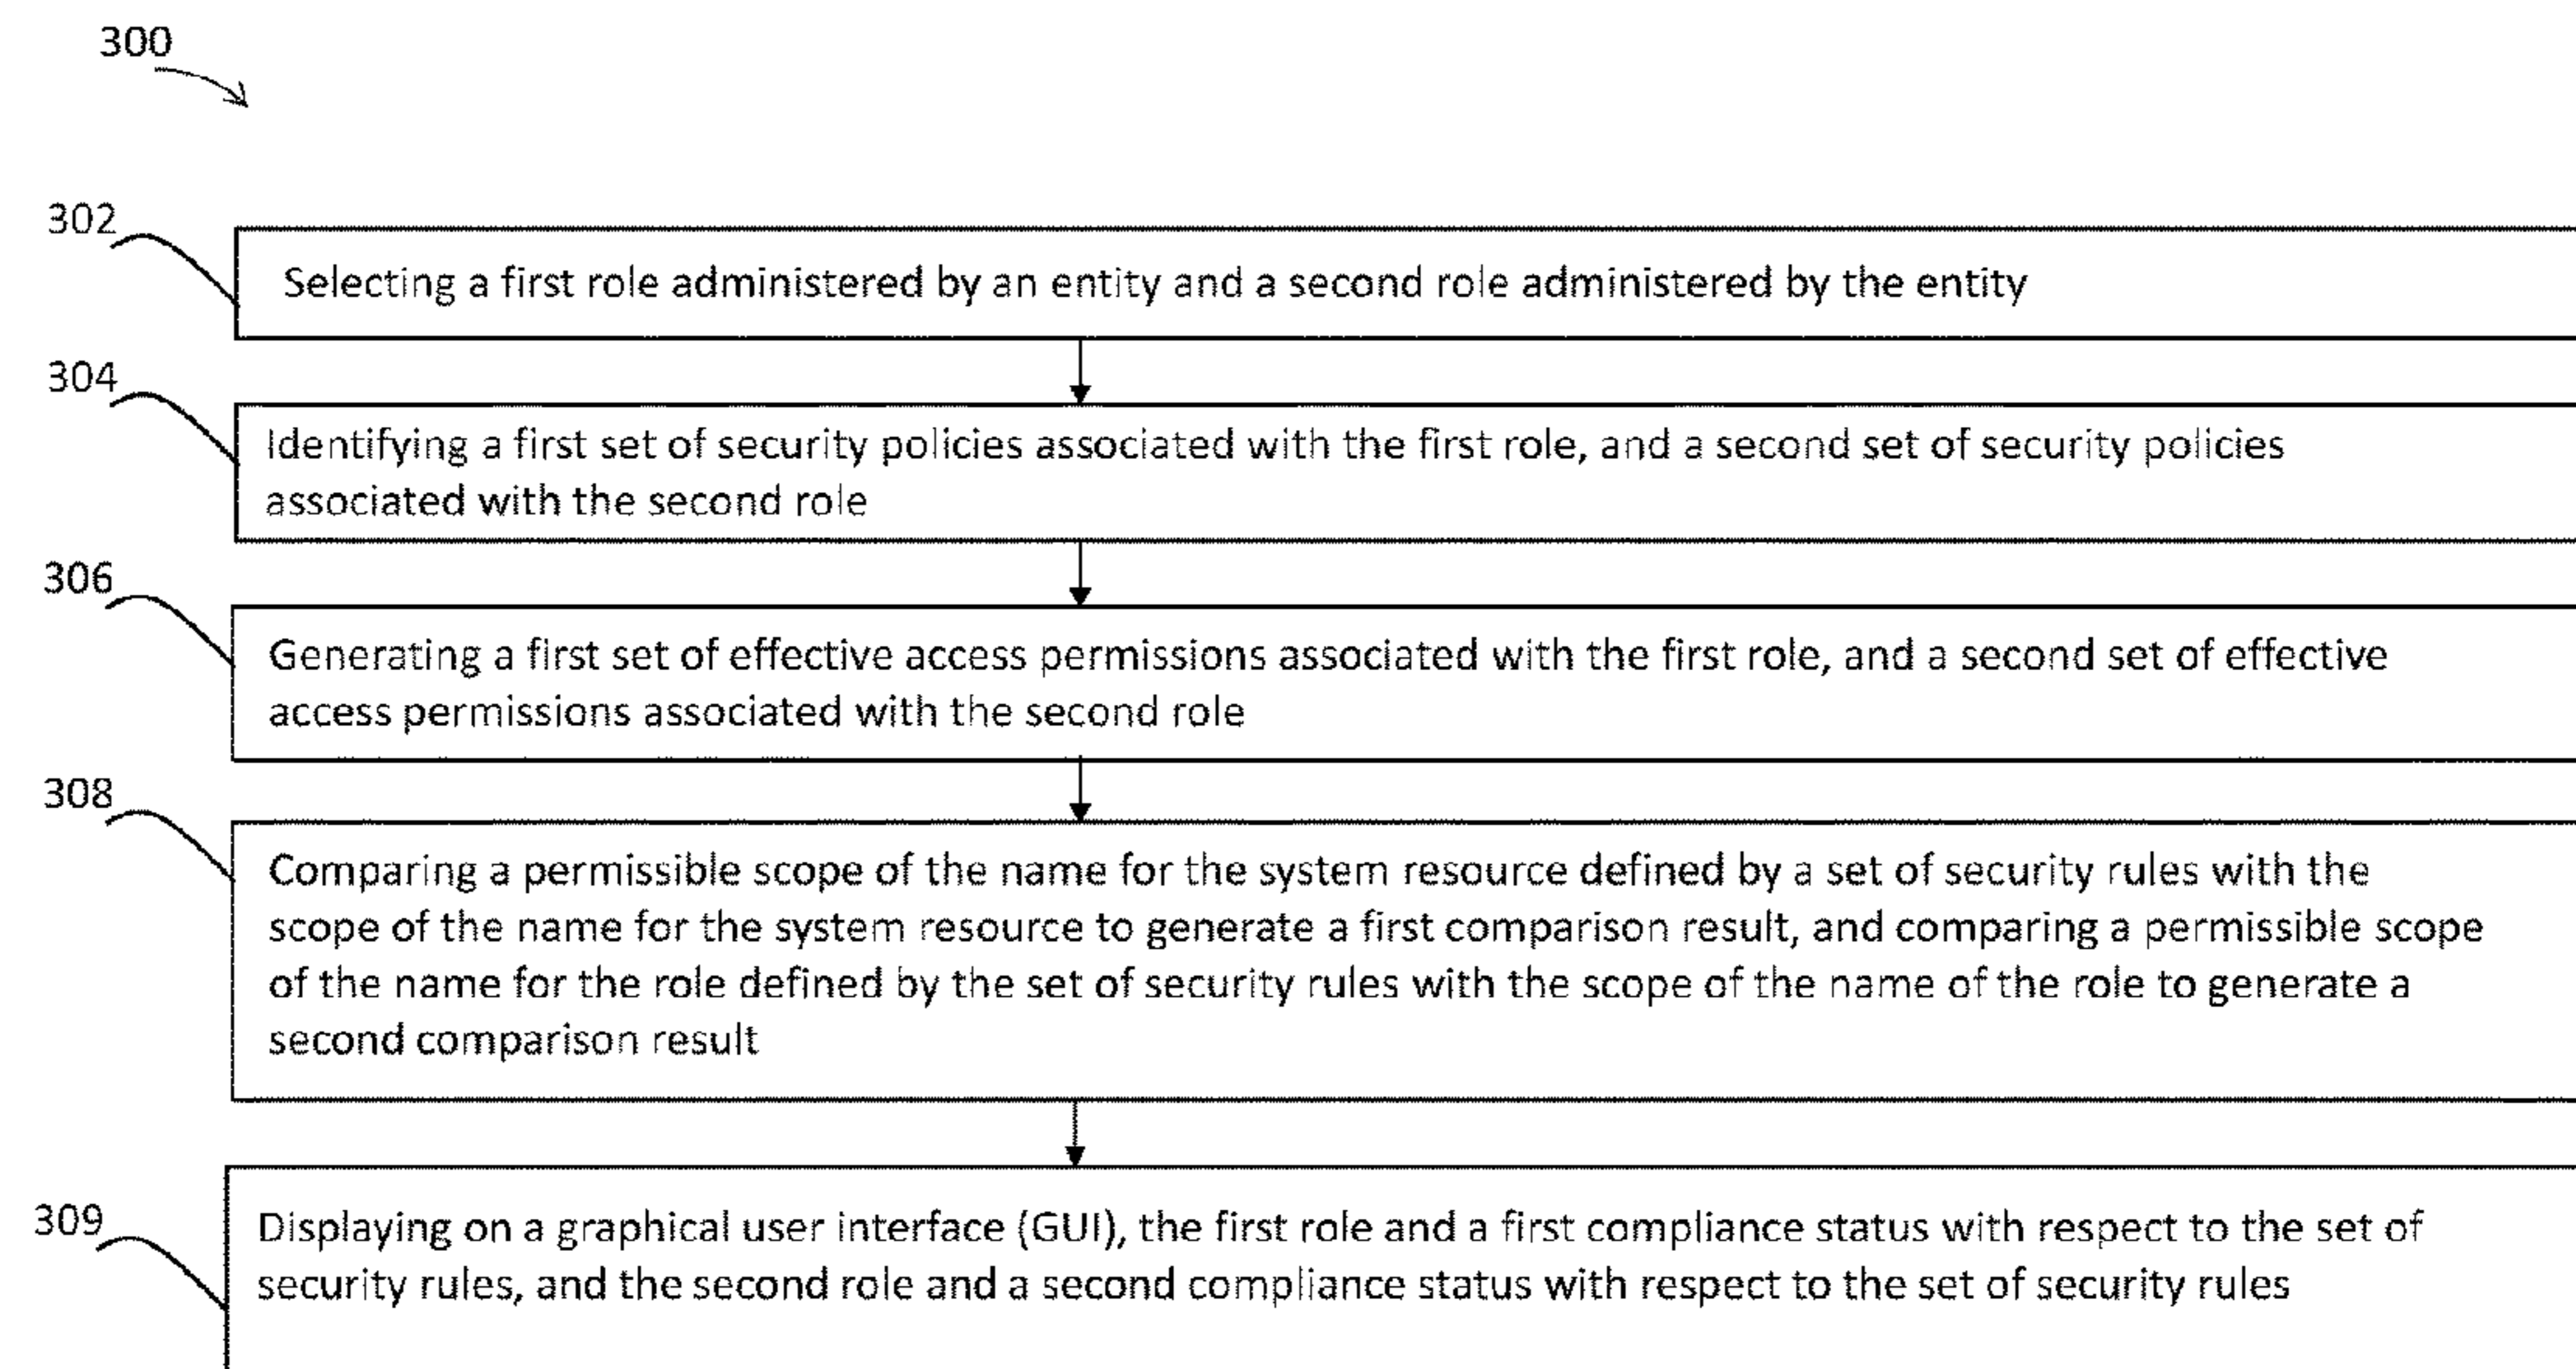 300
302
Selecting a first role administered by an entity and a second role administered by the entity
304
Identifying a first set of security policies associated with the first role, and a second set of security policies
associated with the second role
306
Generating a first set of effective access permissions associated with the first role, and a second set of effective
access permissions associated with the second role
308
Comparing a permissible scope of the name for the system resource defined by a set of security rules with the
scope of the name for the system resource to generate a first comparison result, and comparing a permissible scope
of the name for the role defined by the set of security rules with the scope of the name of the role to generate a
second comparison result
309
Displaying on a graphical user interface (GUI), the first role and a first compliance status with respect to the set of
security rules, and the second role and a second compliance status with respect to the set of security rules